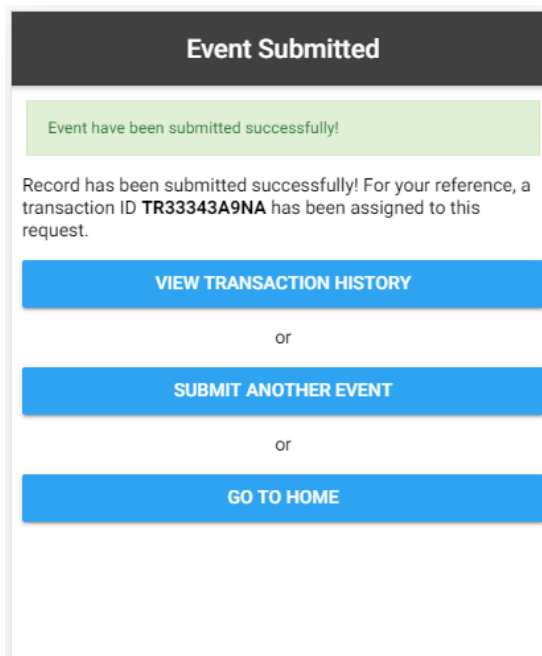 Event Submitted
Event have been submitted successfully!
Record has been submitted successfully! For your reference, a
transaction ID TR33343A9NA has been assigned to this
request.
VIEW TRANSACTION HISTORY
or
SUBMIT ANOTHER EVENT
or
GO TO HOME